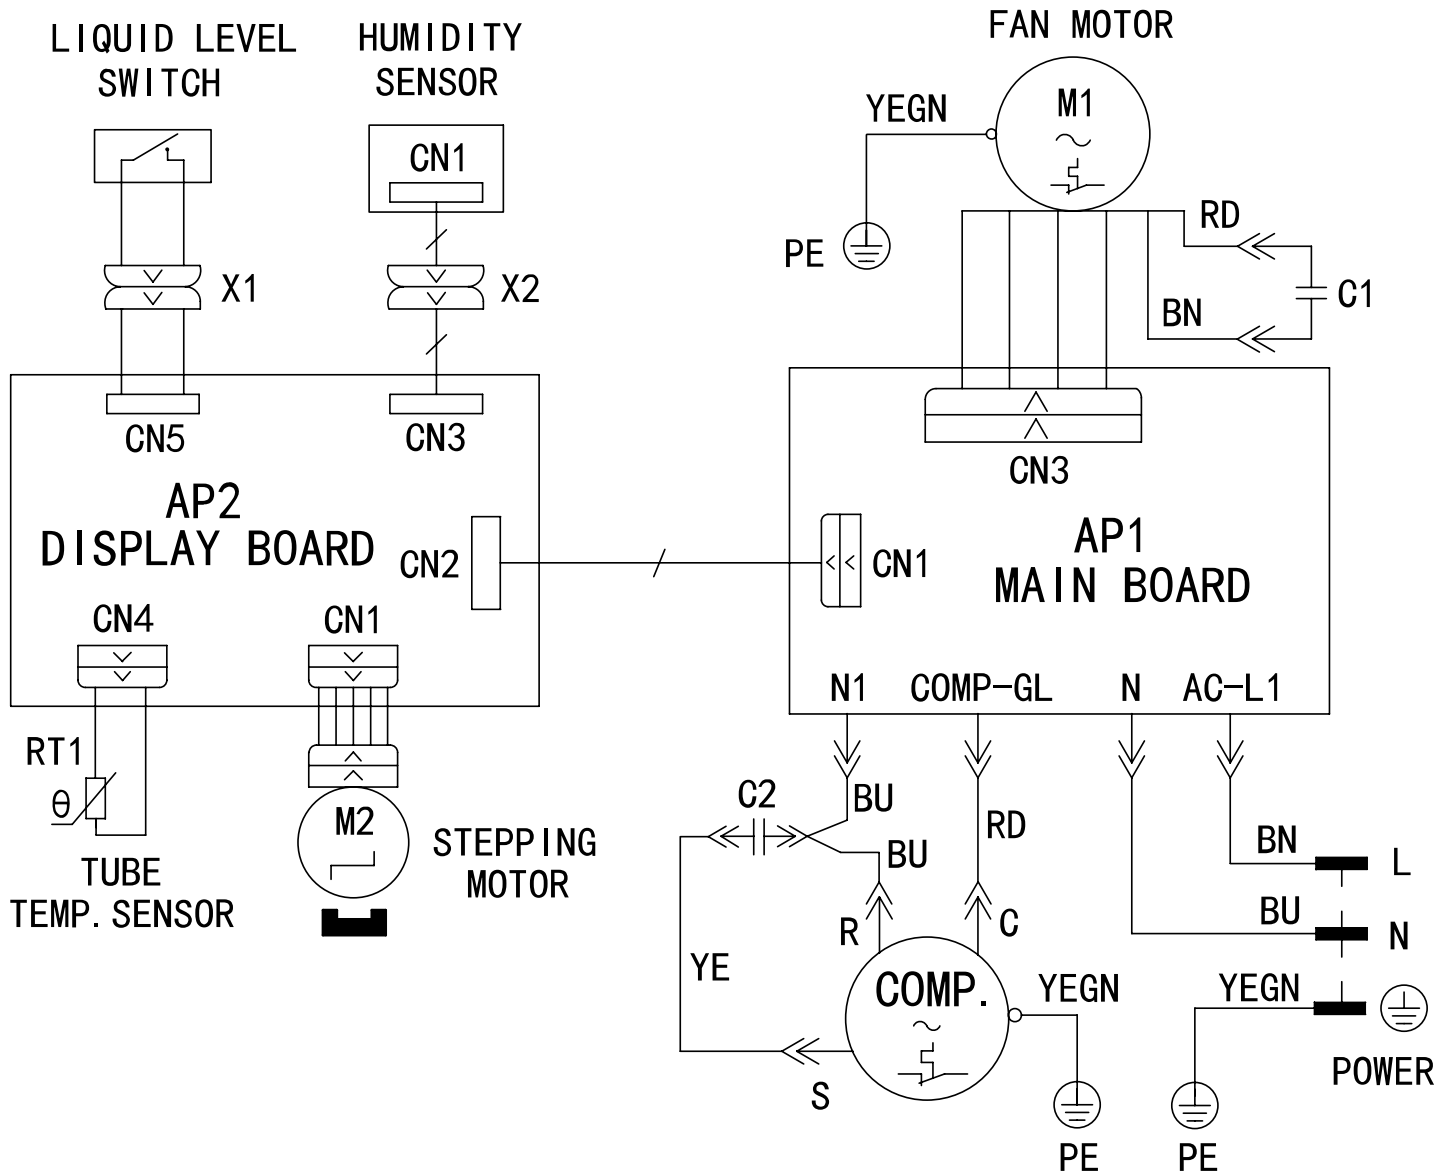 LIQUID LEVEL
SWITCH
HUMIDITY
SENSOR
FAN MOTOR
M1
YEGN
PE
RD
BN
C1
CN1
X1
X2
CN5
CN3
AP2
DISPLAY BOARD
CN2
CN4
CN1
CN3
CN1
AP1
MAIN BOARD
N1
COMP-GL
N
AC-L1
RT1
θ
TUBE
TEMP. SENSOR
M2
STEPPING
MOTOR
C2
BU
BU
RD
R
C
YE
S
COMP.
YEGN
PE
BN
L
BU
N
YEGN
PE
POWER